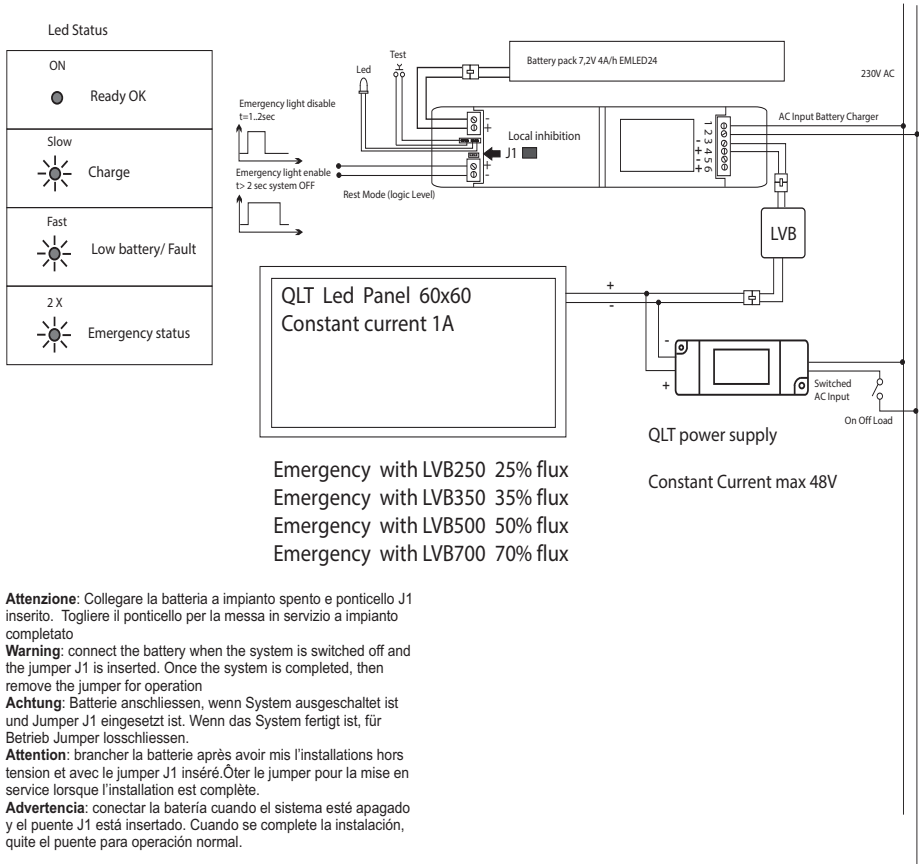 Led Status
ON
Ready OK
Slow
Charge
Fast
Low battery/ Fault
2 X
Emergency status
Emergency light disable
t=1..2sec
Emergency light enable
t> 2 sec system OFF
Led
Test
Battery pack 7,2V 4A/h EMLED24
230V AC
- 
+
Local inhibition
J1
+
-
Rest Mode (logic Level)
1
2
3
- 4
+ 5
- 5
+ 6
AC Input Battery Charger
LVB
QLT Led Panel 60x60
Constant current 1A
+
-
-
+
Switched
AC Input
On Off Load
QLT power supply
Constant Current max 48V
Emergency with LVB250 25% flux
Emergency with LVB350 35% flux
Emergency with LVB500 50% flux
Emergency with LVB700 70% flux
Attenzione: Collegare la batteria a impianto spento e ponticello J1
inserito. Togliere il ponticello per la messa in servizio a impianto
completato
Warning: connect the battery when the system is switched off and
the jumper J1 is inserted. Once the system is completed, then
remove the jumper for operation
Achtung: Batterie anschliessen, wenn System ausgeschaltet ist
und Jumper J1 eingesetzt ist. Wenn das System fertigt ist, für
Betrieb Jumper losschliessen.
Attention: brancher la batterie après avoir mis l'installations hors
tension et avec le jumper J1 inséré.Ôter le jumper pour la mise en
service lorsque l'installation est complète.
Advertencia: conectar la batería cuando el sistema esté apagado
y el puente J1 está insertado. Cuando se complete la instalación,
quite el puente para operación normal.